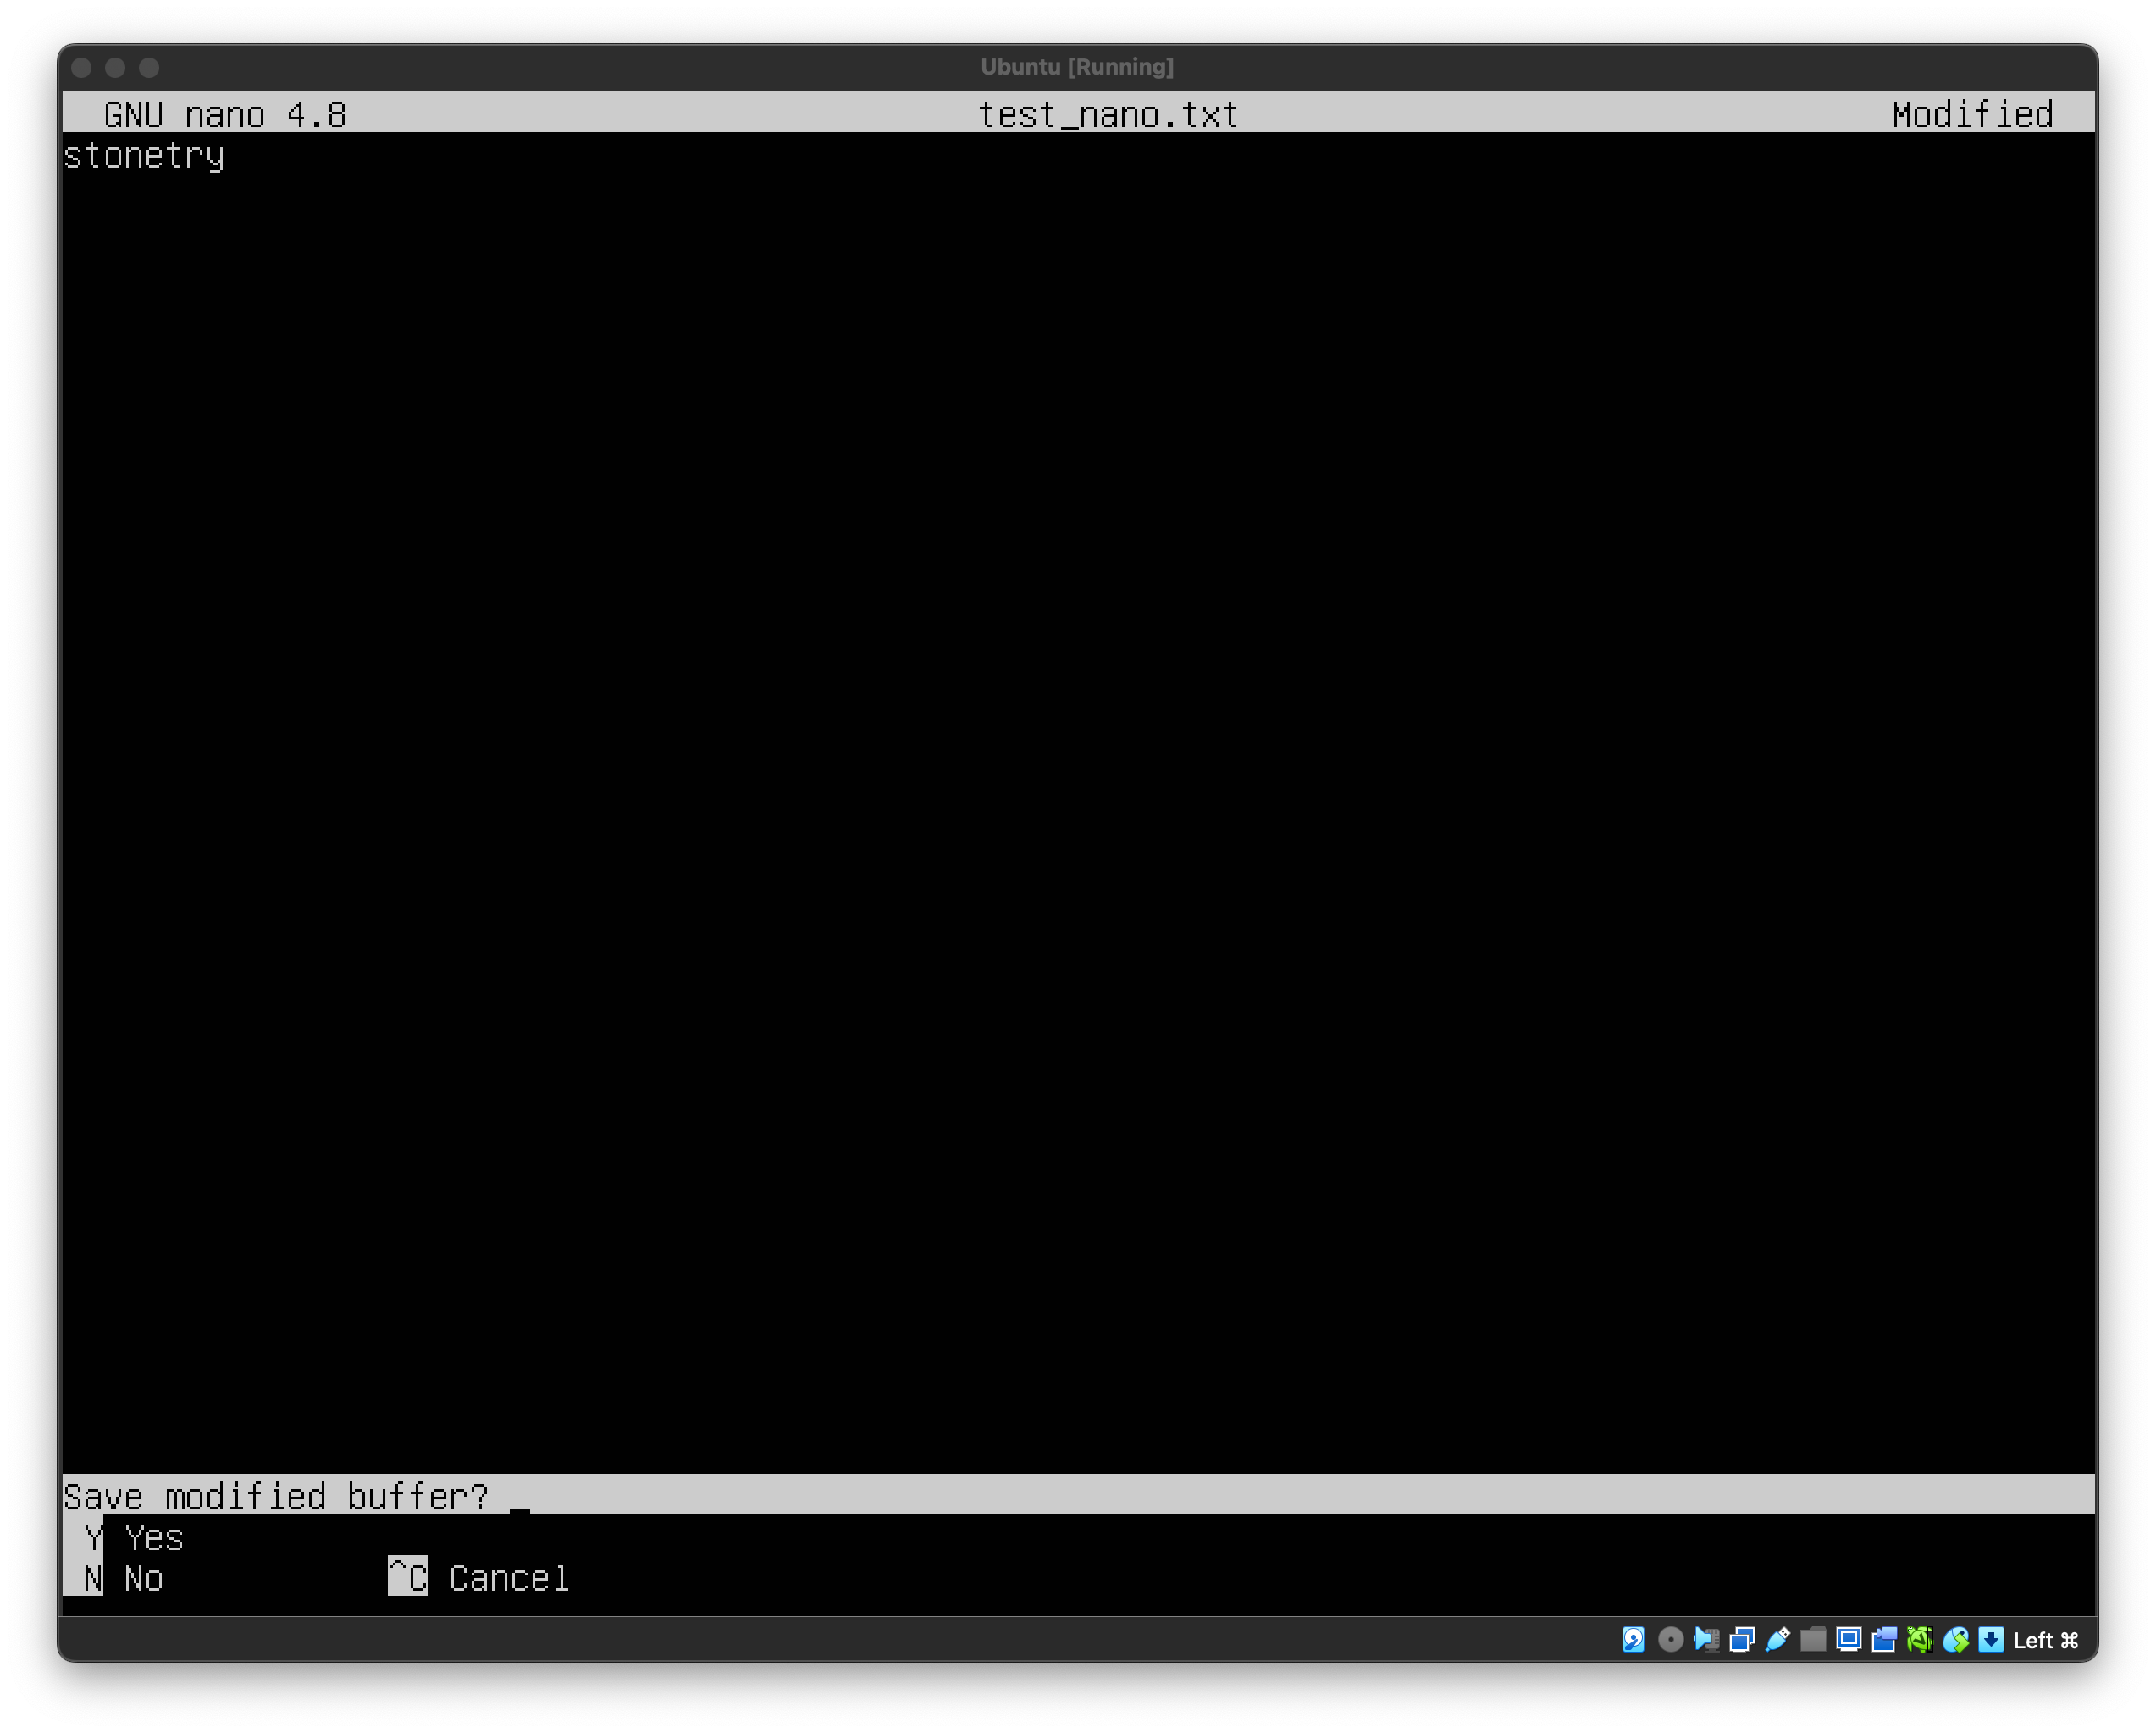 Ubuntu [Running]
GNU nano 4.8 test_nano.txt Modified
stonetry
Save modified buffer?
Y Yes
N No ^C Cancel
Left ⌘